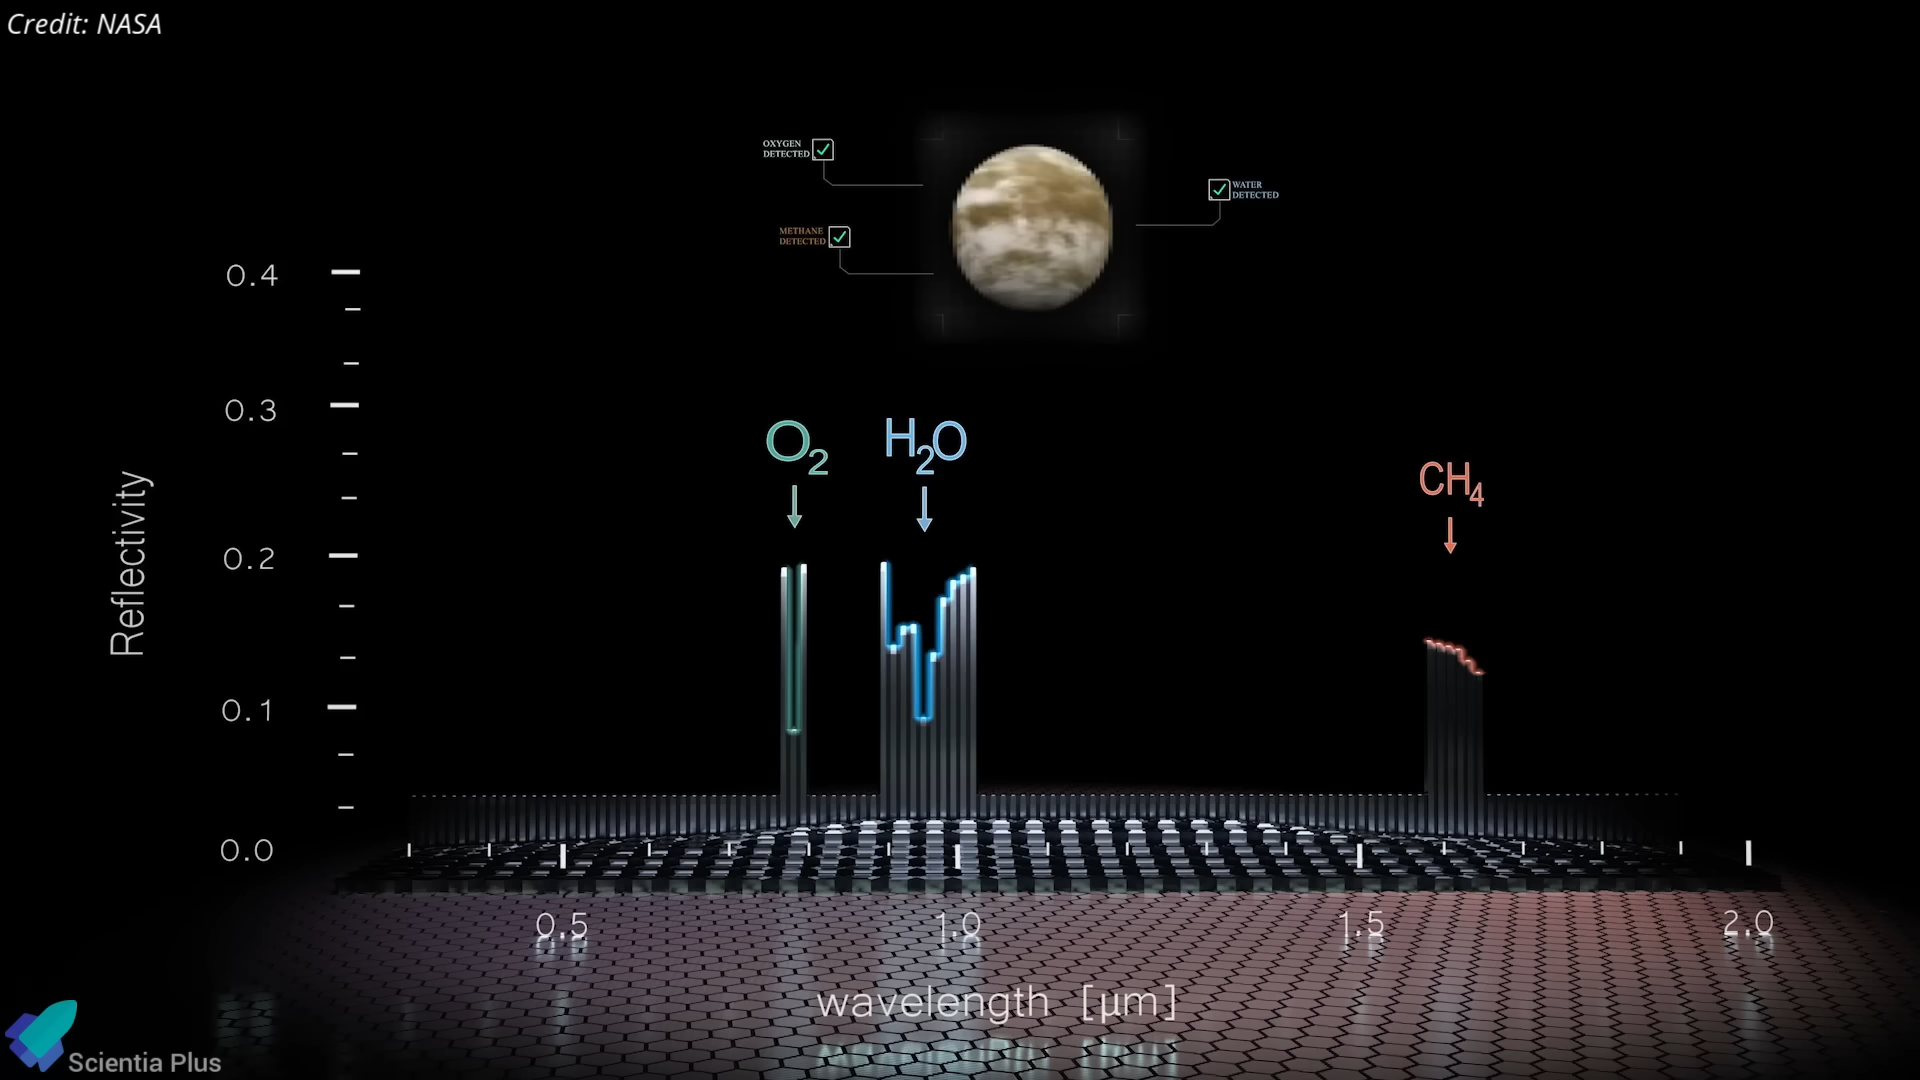 Credit: NASA
OXYGEN
DETECTED
WATER
DETECTED
METHANE
DETECTED
0.4
0.3
0.2
0.1
0.0
Reflectivity
O₂
H₂O
CH₄
0.5
1.0
1.5
2.0
wavelength [μm]
Scientia Plus